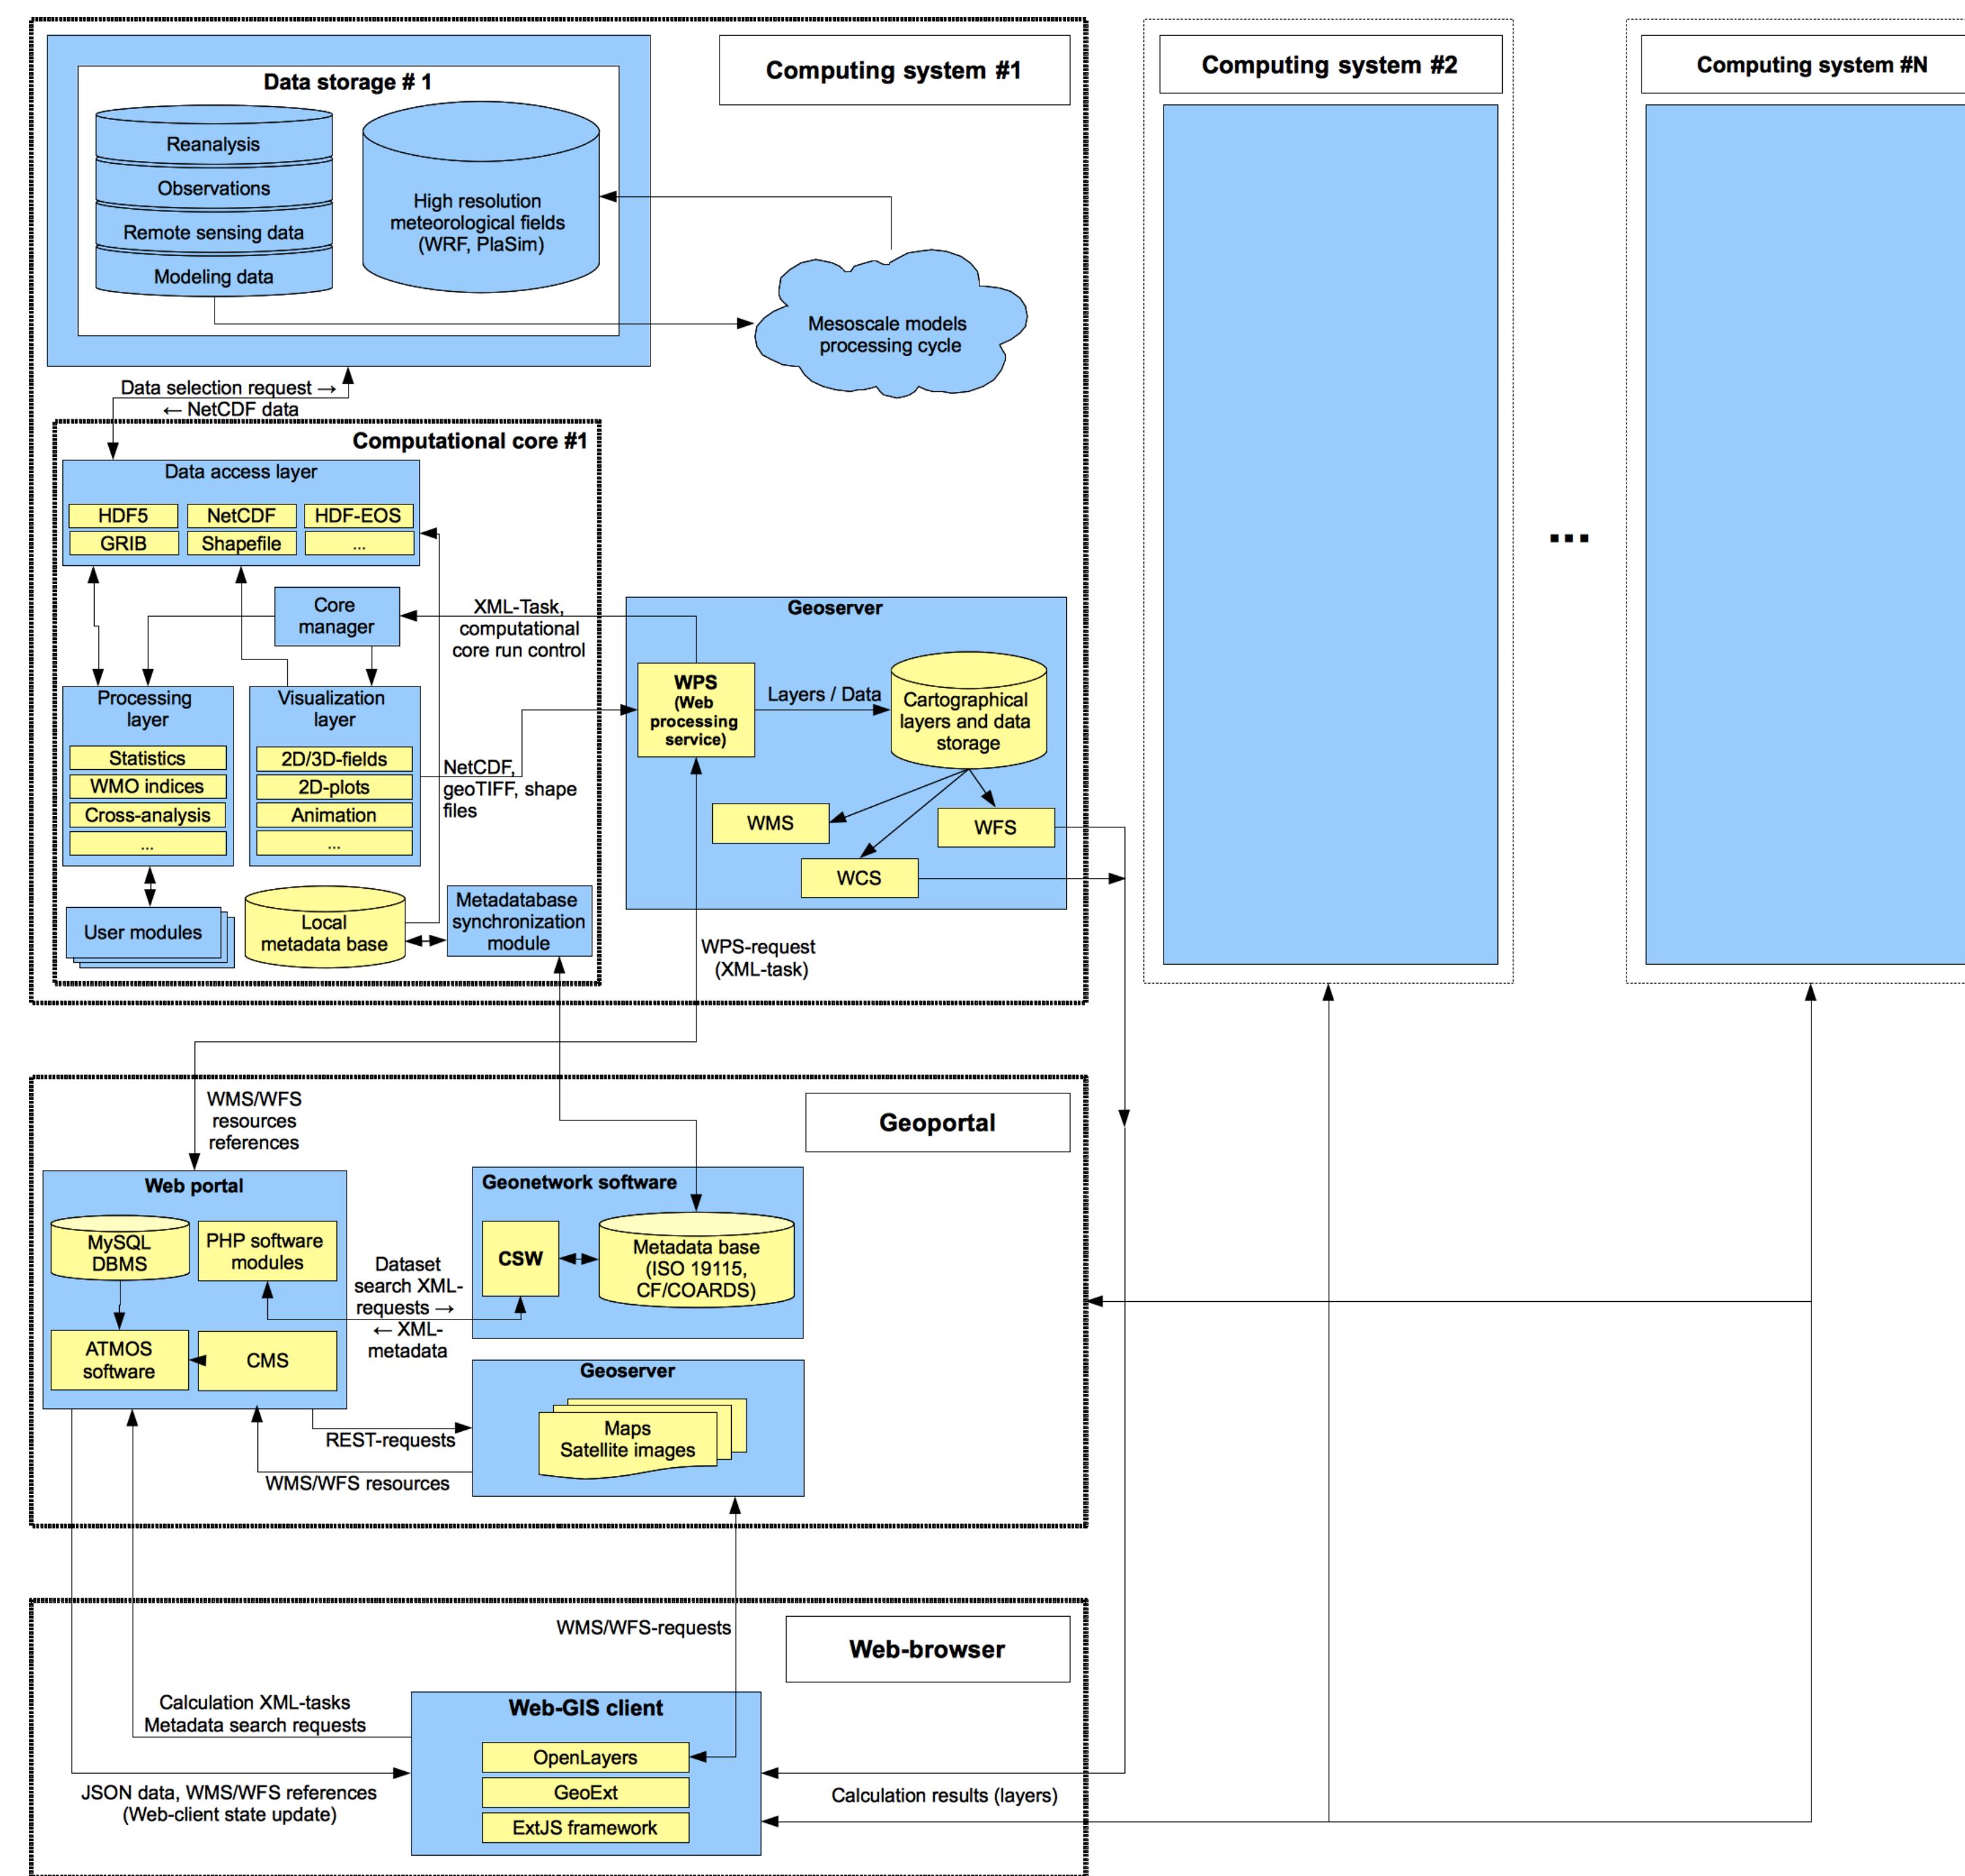 Computing system #1
Data storage # 1
Reanalysis
Observations
Remote sensing data
Modeling data
High resolution
meteorological fields
(WRF, PlaSim)
Mesoscale models
processing cycle
Data selection request →
← NetCDF data
Computational core #1
Data access layer
HDF5
NetCDF
HDF-EOS
GRIB
Shapefile
...
Core
manager
XML-Task,
computational
core run control
Processing
layer
Statistics
WMO indices
Cross-analysis
...
Visualization
layer
2D/3D-fields
2D-plots
Animation
...
NetCDF,
geoTIFF, shape
files
User modules
Local
metadata base
Metadatabase
synchronization
module
Geoserver
WPS
(Web
processing
service)
Layers / Data
Cartographical
layers and data
storage
WMS
WFS
WCS
WPS-request
(XML-task)
Computing system #2
...
Computing system #N
Geoportal
WMS/WFS
resources
references
Web portal
MySQL
DBMS
PHP software
modules
ATMOS
software
CMS
Dataset
search XML-
requests →
← XML-
metadata
Geonetwork software
CSW
Metadata base
(ISO 19115,
CF/COARDS)
Geoserver
Maps
Satellite images
REST-requests
WMS/WFS resources
Web-browser
WMS/WFS-requests
Calculation XML-tasks
Metadata search requests
Web-GIS client
OpenLayers
GeoExt
ExtJS framework
JSON data, WMS/WFS references
(Web-client state update)
Calculation results (layers)